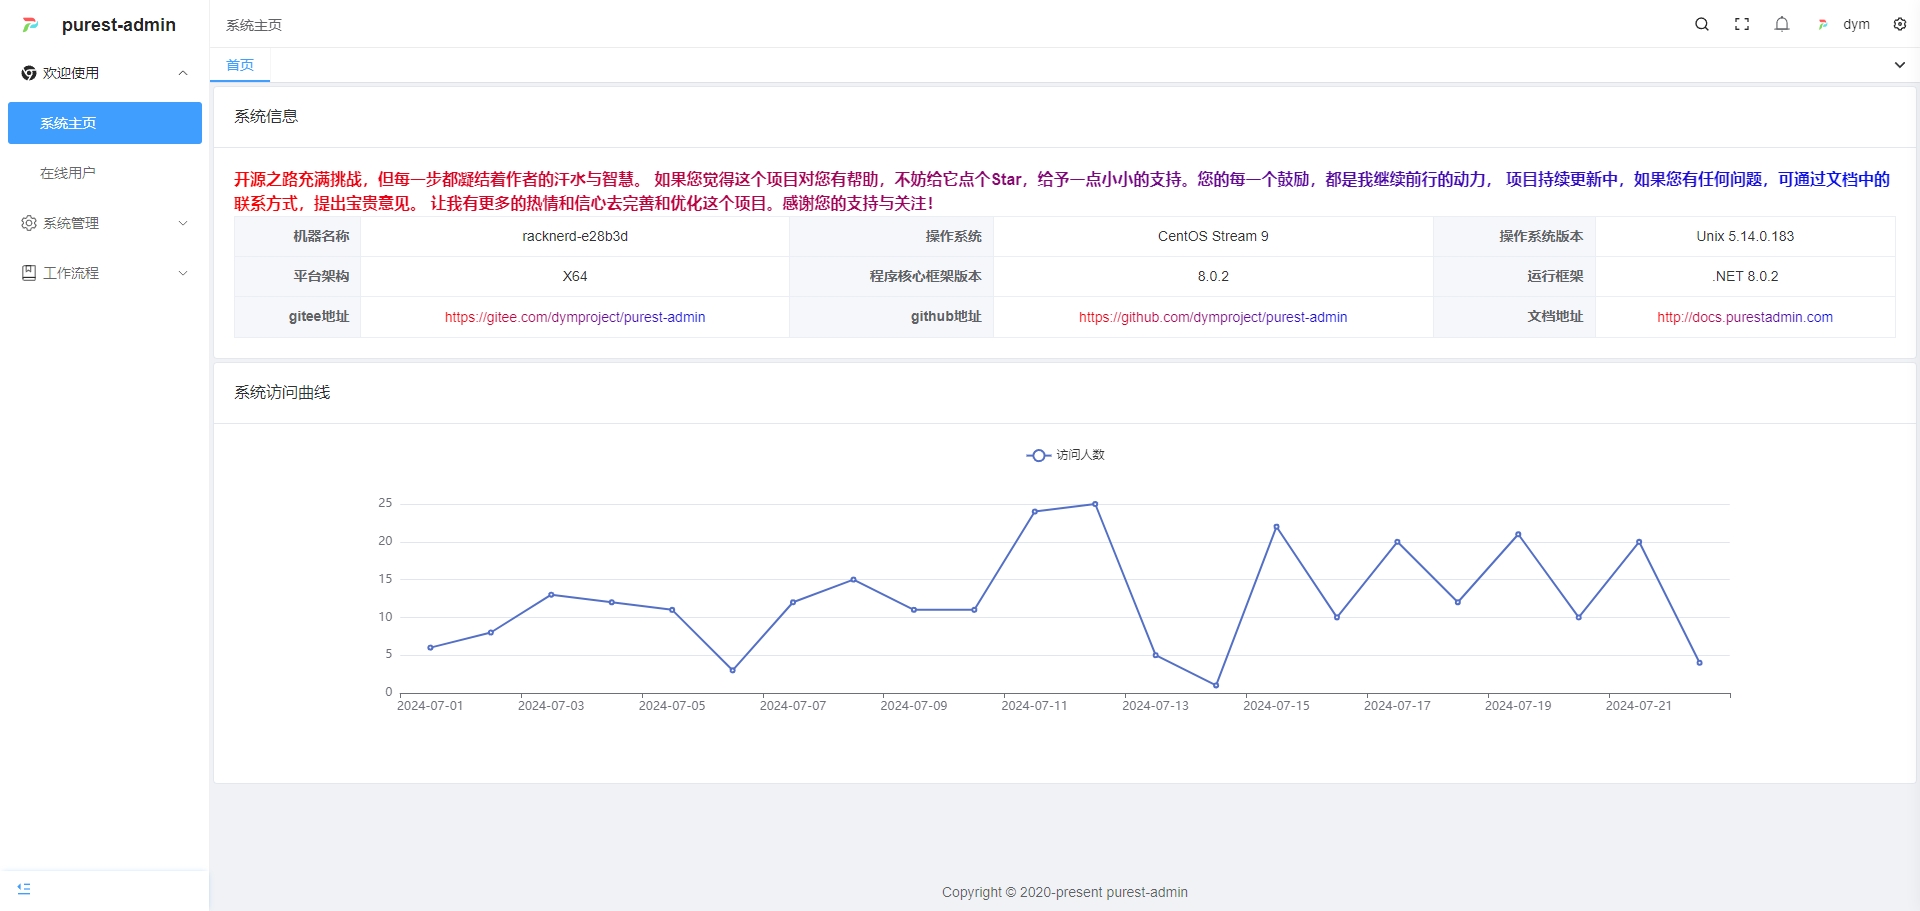 purest-admin
欢迎使用
系统主页
在线用户
系统管理
工作流程
系统主页
dym
首页
系统信息
开源之路充满挑战，但每一步都凝结着作者的汗水与智慧。 如果您觉得这个项目对您有帮助，不妨给它点个Star，给予一点小小的支持。您的每一个鼓励，都是我继续前行的动力， 项目持续更新中，如果您有任何问题，可通过文档中的
联系方式，提出宝贵意见。 让我有更多的热情和信心去完善和优化这个项目。感谢您的支持与关注！
机器名称 racknerd-e28b3d 操作系统 CentOS Stream 9 操作系统版本 Unix 5.14.0.183
平台架构 X64 程序核心框架版本 8.0.2 运行框架 .NET 8.0.2
gitee地址 https://gitee.com/dymproject/purest-admin github地址 https://github.com/dymproject/purest-admin 文档地址 http://docs.purestadmin.com
系统访问曲线
访问人数
25
20
15
10
5
0
2024-07-01 2024-07-03 2024-07-05 2024-07-07 2024-07-09 2024-07-11 2024-07-13 2024-07-15 2024-07-17 2024-07-19 2024-07-21
Copyright © 2020-present purest-admin